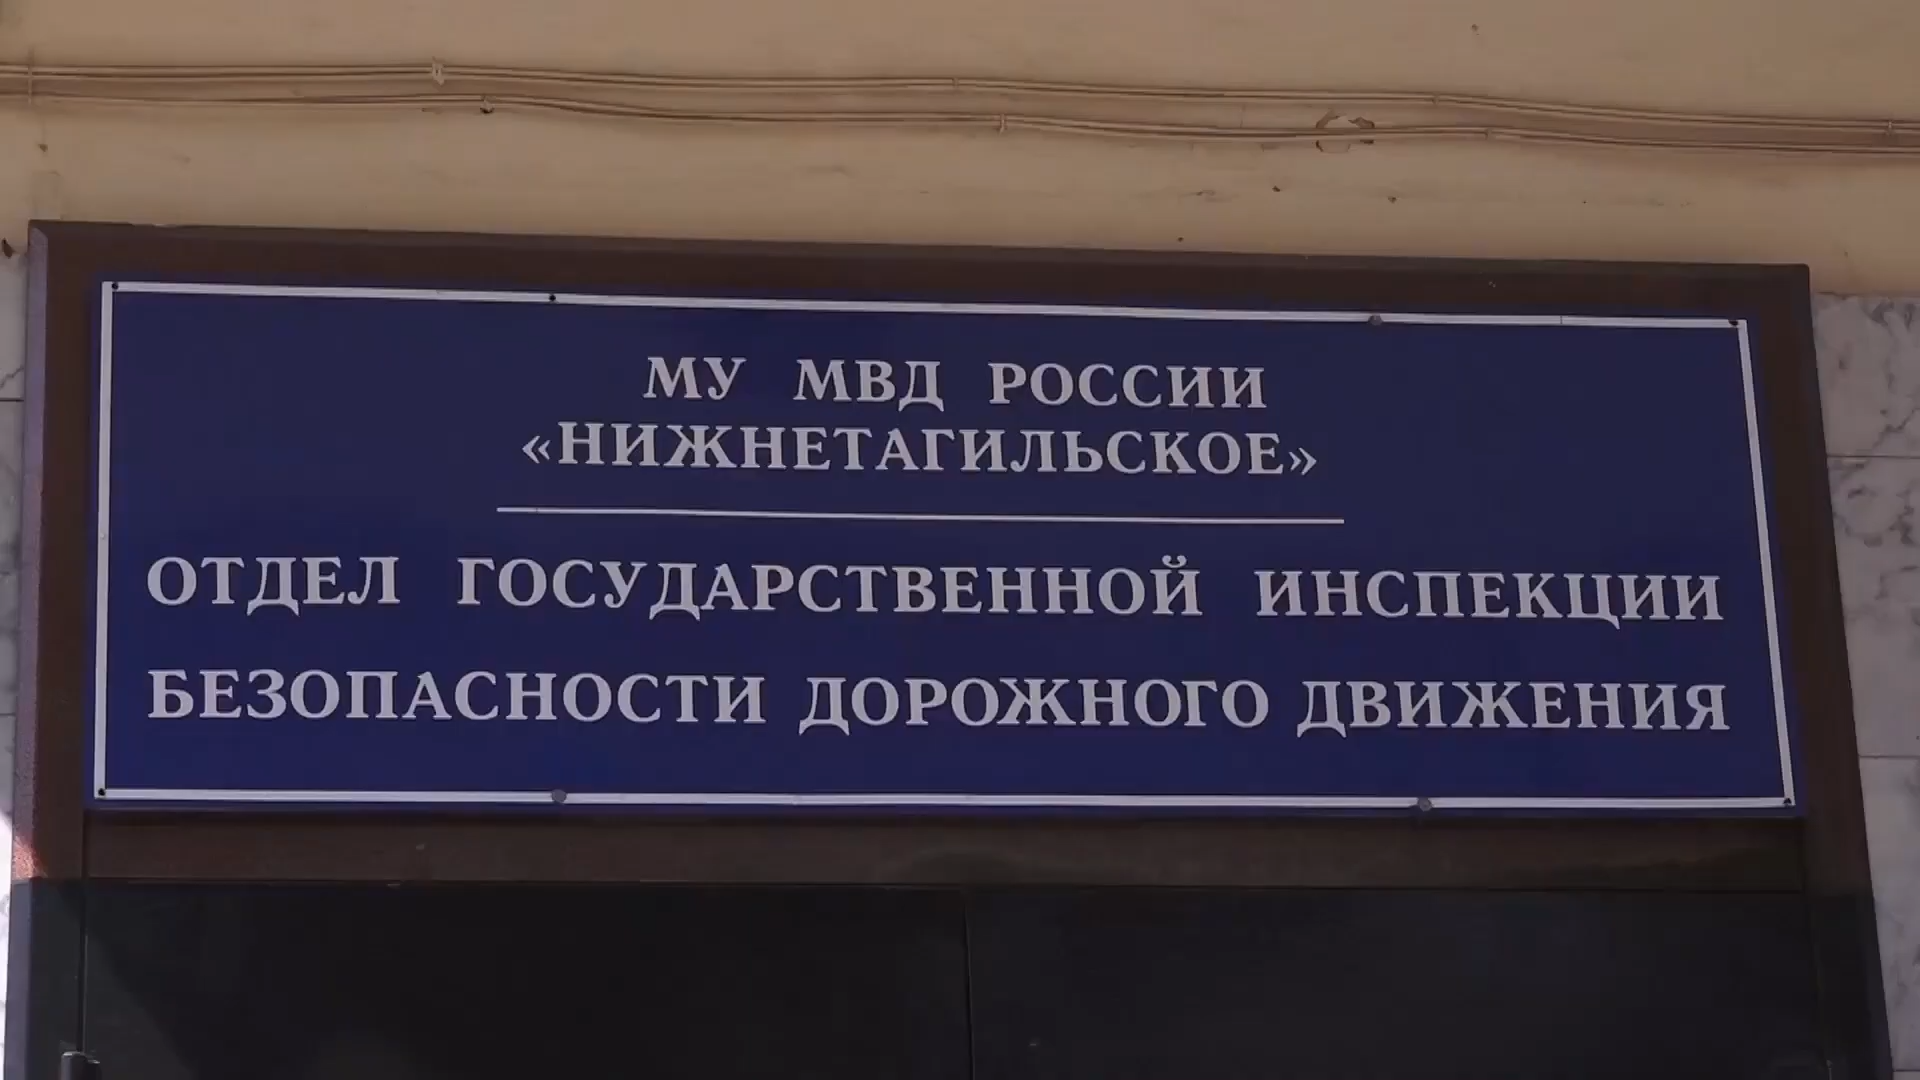 МУ МВД РОССИИ
«НИЖНЕТАГИЛЬСКОЕ»
ОТДЕЛ ГОСУДАРСТВЕННОЙ ИНСПЕКЦИИ
БЕЗОПАСНОСТИ ДОРОЖНОГО ДВИЖЕНИЯ